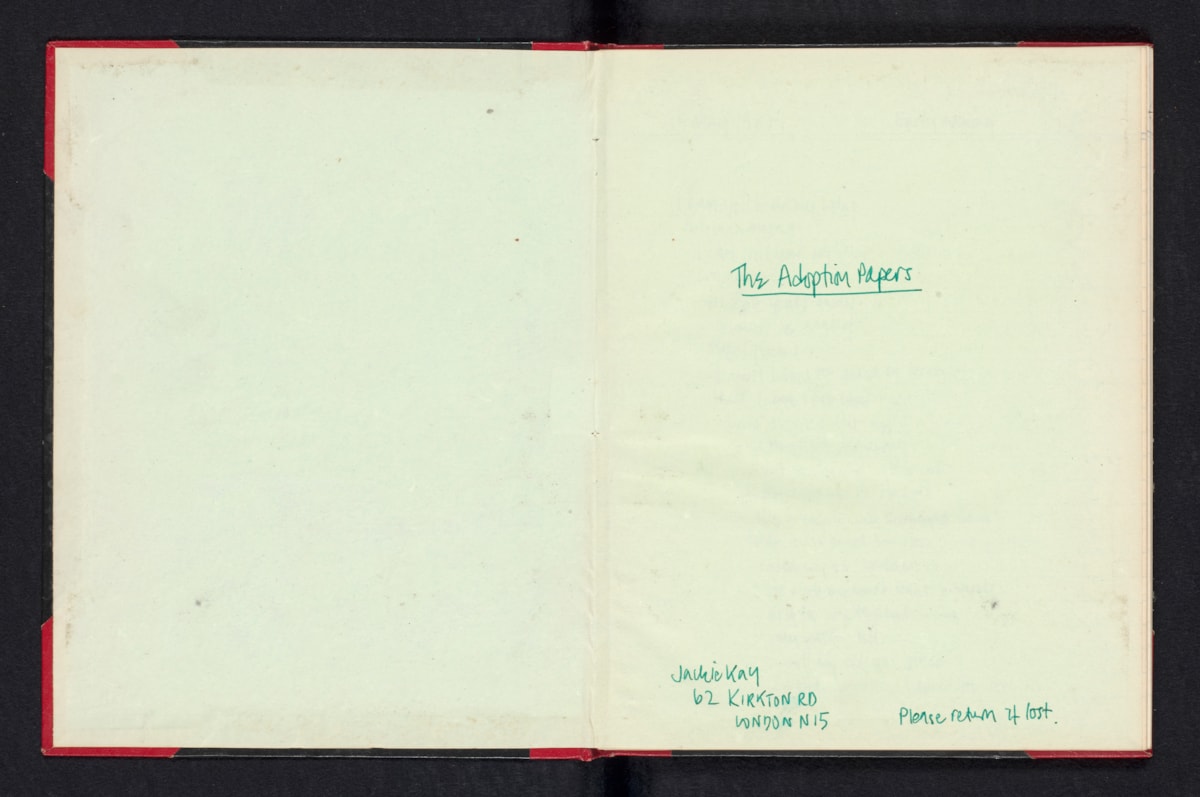 The Adoption Papers
Jackie Kay
62 KIRKTON RD
LONDON N15
Please return if lost.